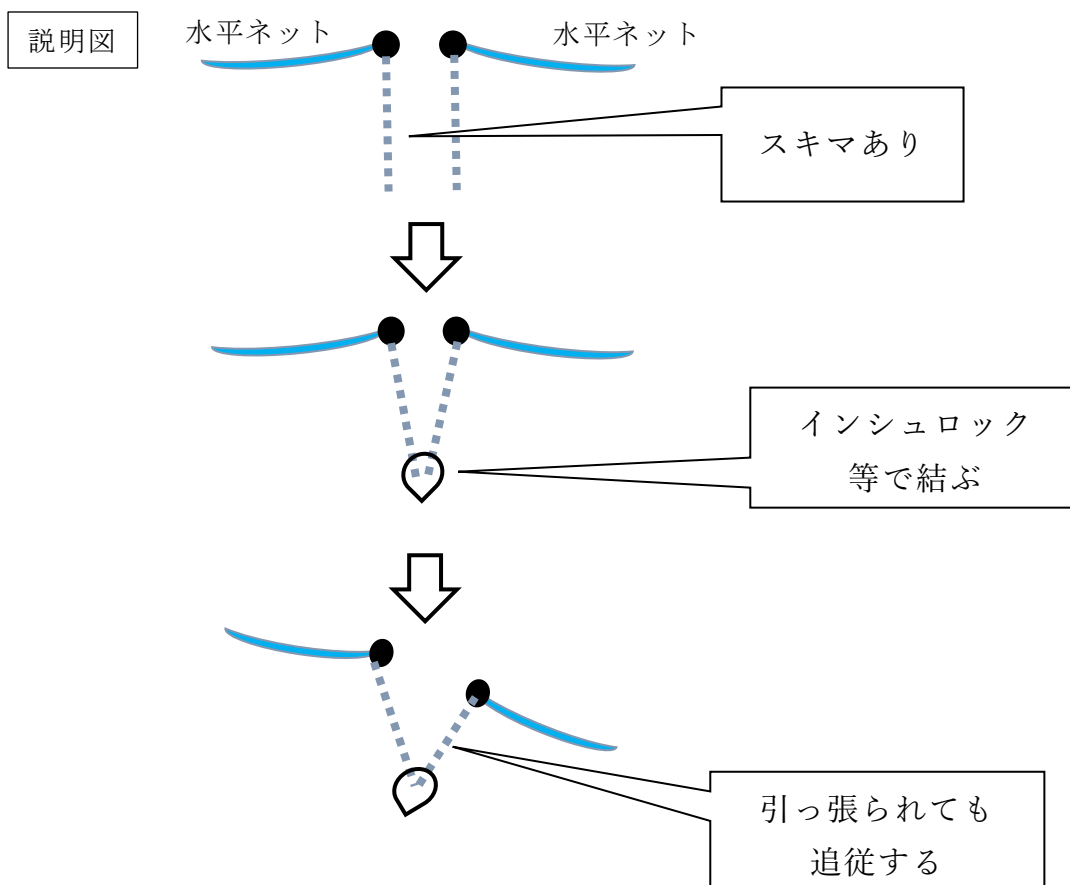 説明図
水平ネット
水平ネット
スキマあり
インシュロック
等で結ぶ
引っ張られても
追従する